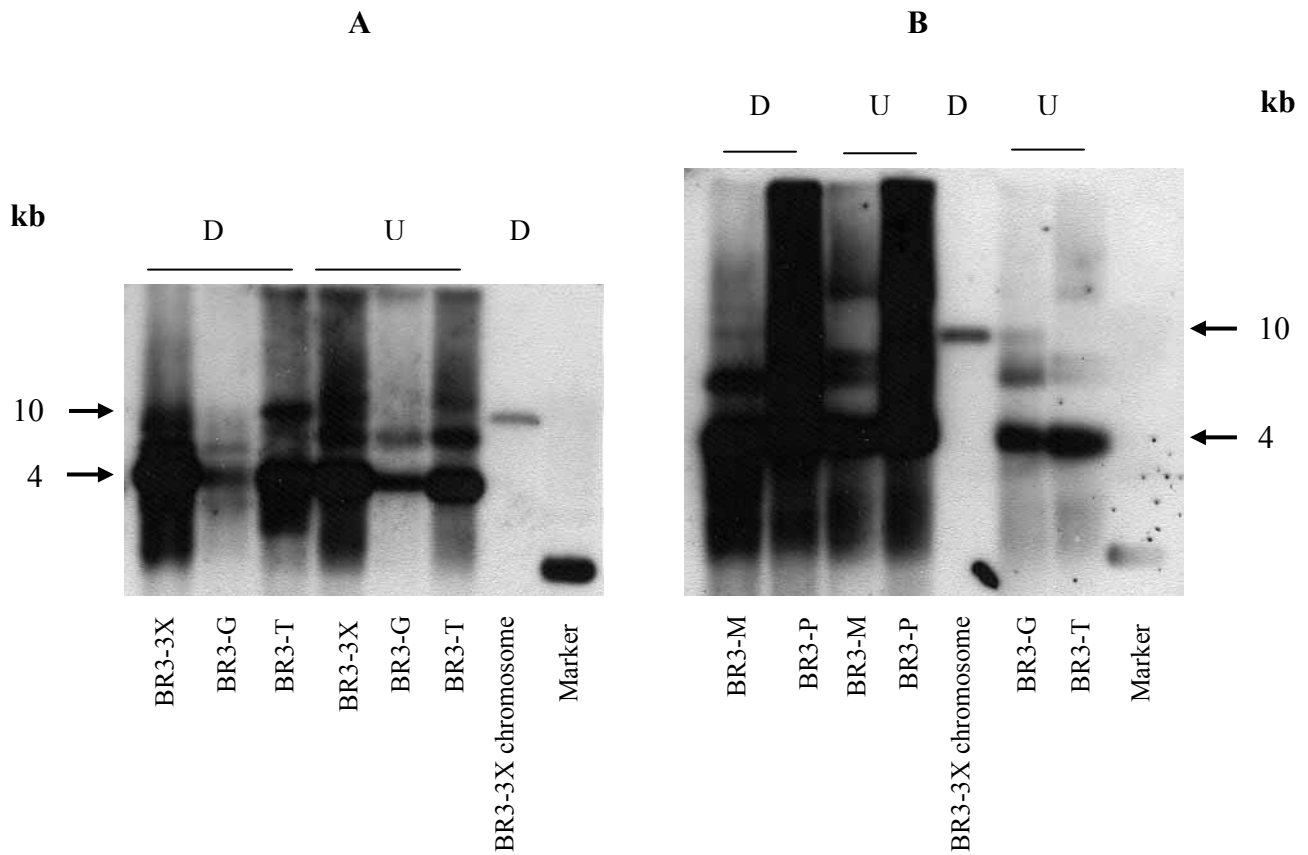 A
B
D U D U kb
kb
D U D
10
4
10
4
BR3-3X
BR3-G
BR3-T
BR3-3X
BR3-G
BR3-T
BR3-3X chromosome
Marker
BR3-M
BR3-P
BR3-M
BR3-P
BR3-3X chromosome
BR3-G
BR3-T
Marker